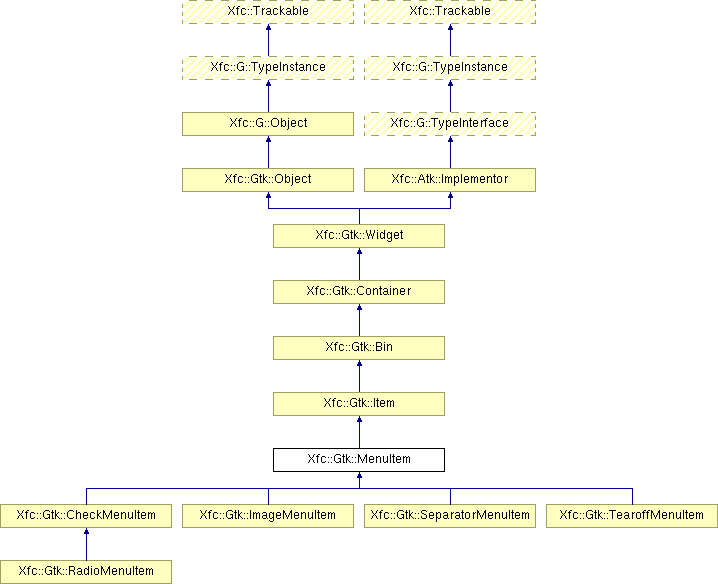 Xfc::Trackable Xfc::Trackable
Xfc::G::TypeInstance Xfc::G::TypeInstance
Xfc::G::Object Xfc::G::TypeInterface
Xfc::Gtk::Object Xfc::Atk::Implementor
Xfc::Gtk::Widget
Xfc::Gtk::Container
Xfc::Gtk::Bin
Xfc::Gtk::Item
Xfc::Gtk::MenuItem
Xfc::Gtk::CheckMenuItem Xfc::Gtk::ImageMenuItem Xfc::Gtk::SeparatorMenuItem Xfc::Gtk::TearoffMenuItem
Xfc::Gtk::RadioMenuItem